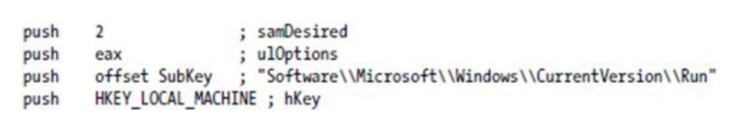 push 2 ; samDesired
push eax ; ulOptions
push offset SubKey ; "Software\\Microsoft\\Windows\\CurrentVersion\\Run"
push HKEY_LOCAL_MACHINE ; hKey